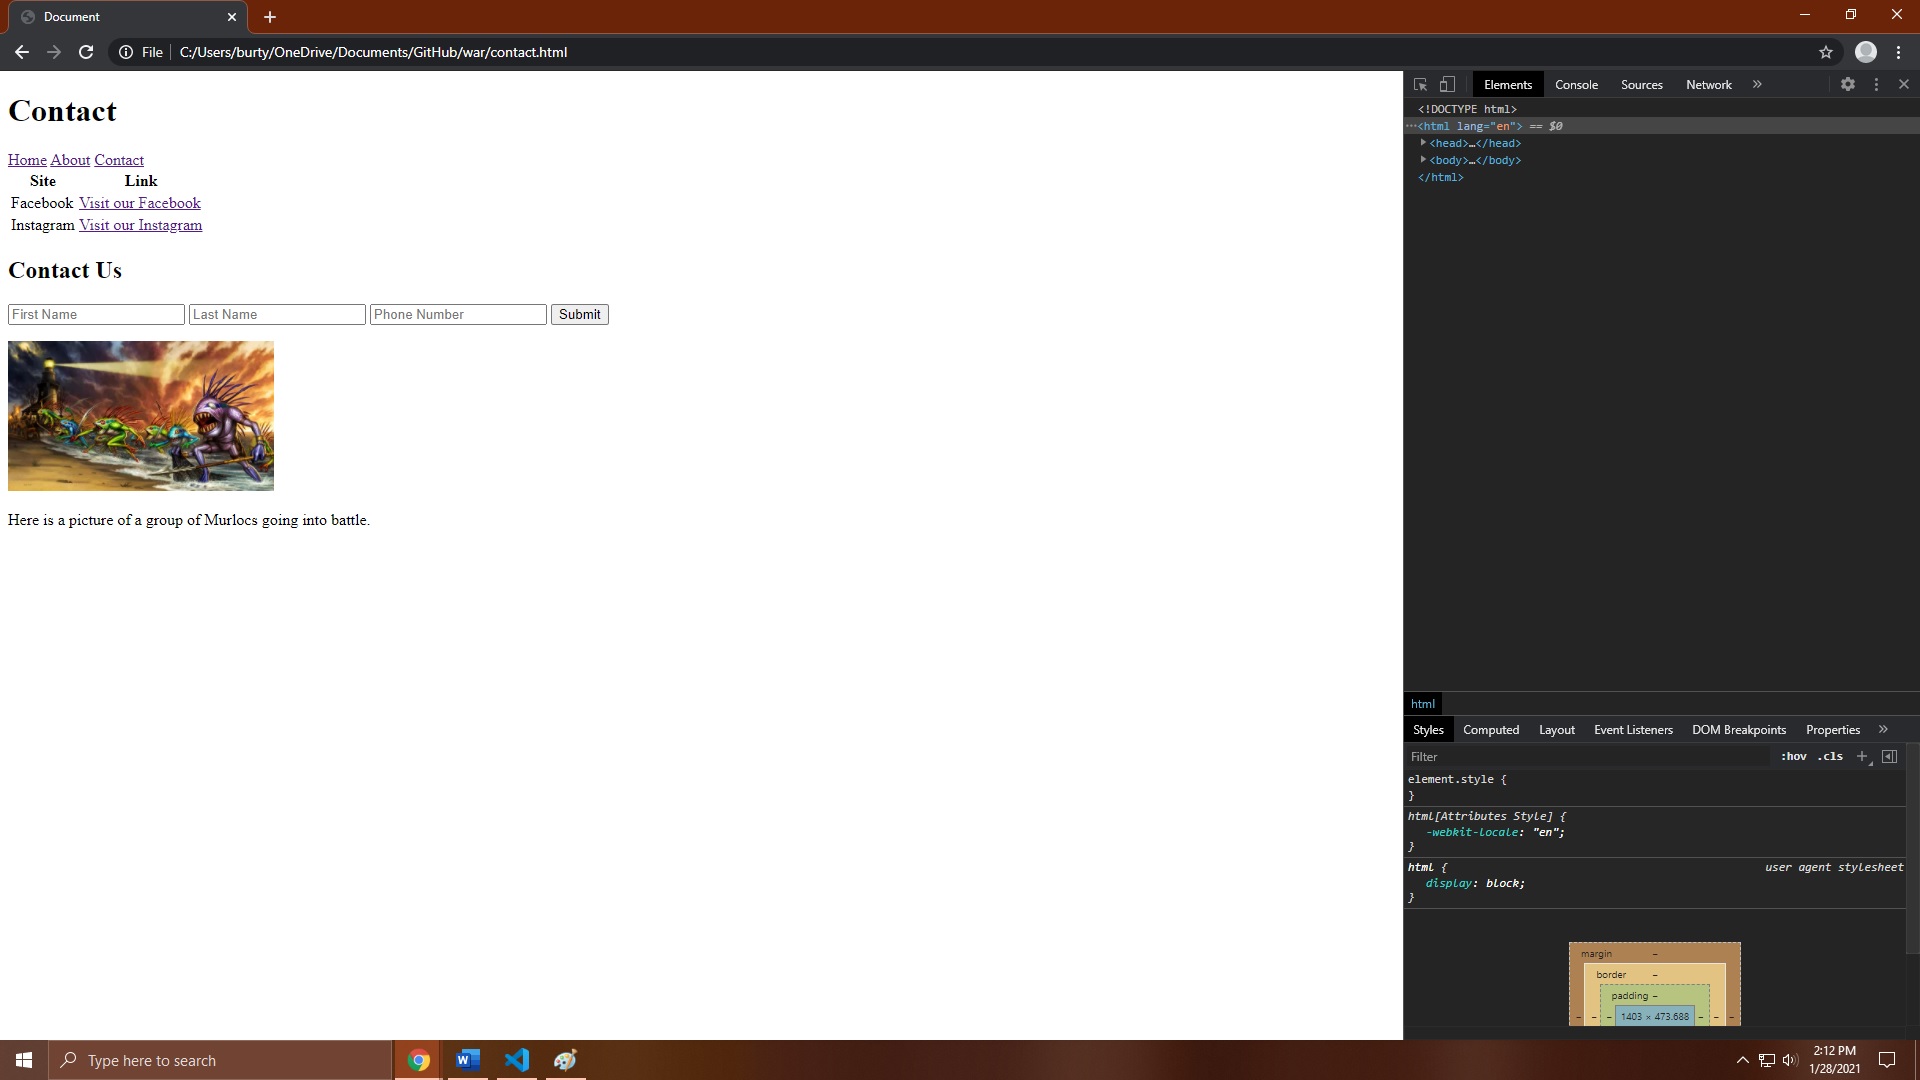 Document
File C:/Users/burty/OneDrive/Documents/GitHub/war/contact.html
Contact
Home About Contact
Site Link
Facebook Visit our Facebook
Instagram Visit our Instagram
Contact Us
First Name Last Name Phone Number Submit
Here is a picture of a group of Murlocs going into battle.
Elements Console Sources Network »
<!DOCTYPE html>
…<html lang="en"> == $0
<head>…</head>
<body>…</body>
</html>
html
Styles Computed Layout Event Listeners DOM Breakpoints Properties »
Filter :hov .cls +
element.style {
}
html[Attributes Style] {
-webkit-locale: "en";
}
html { user agent stylesheet
display: block;
}
margin –
border –
padding –
– – – 1403 × 473.688 – – –
Type here to search
2:12 PM
1/28/2021